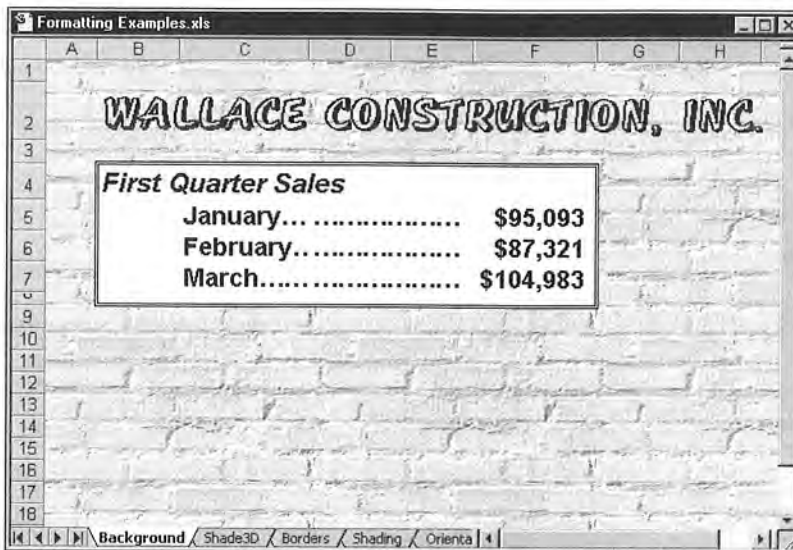 Formatting Examples.xls
A B C D E F G H
1
2 WALLACE CONSTRUCTION, INC.
3
4 First Quarter Sales
5 January... ................... $95,093
6 February.. ................... $87,321
7 March...... ................... $104,983
8
9
10
11
12
13
14
15
16
17
18
Background Shade3D Borders Shading Orienta